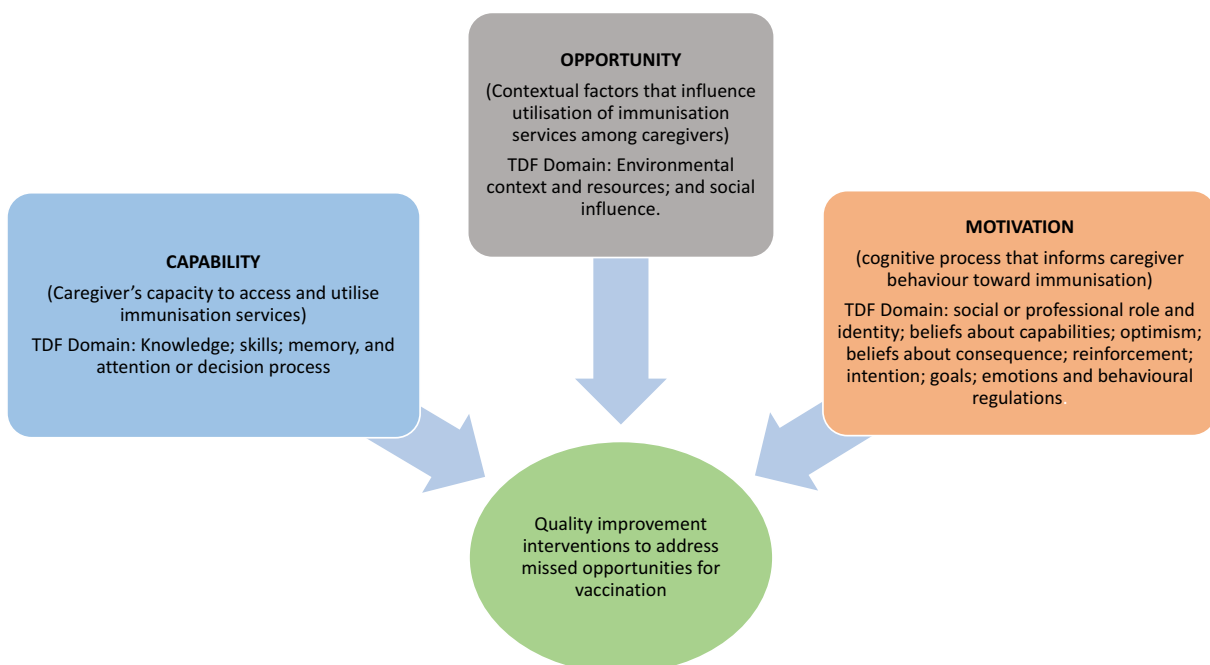 OPPORTUNITY
(Contextual factors that influence
utilisation of immunisation
services among caregivers)
TDF Domain: Environmental
context and resources; and social
influence.
CAPABILITY
(Caregiver’s capacity to access and utilise
immunisation services)
TDF Domain: Knowledge; skills; memory, and
attention or decision process
MOTIVATION
(cognitive process that informs caregiver
behaviour toward immunisation)
TDF Domain: social or professional role and
identity; beliefs about capabilities; optimism;
beliefs about consequence; reinforcement;
intention; goals; emotions and behavioural
regulations.
Quality improvement
interventions to address
missed opportunities for
vaccination